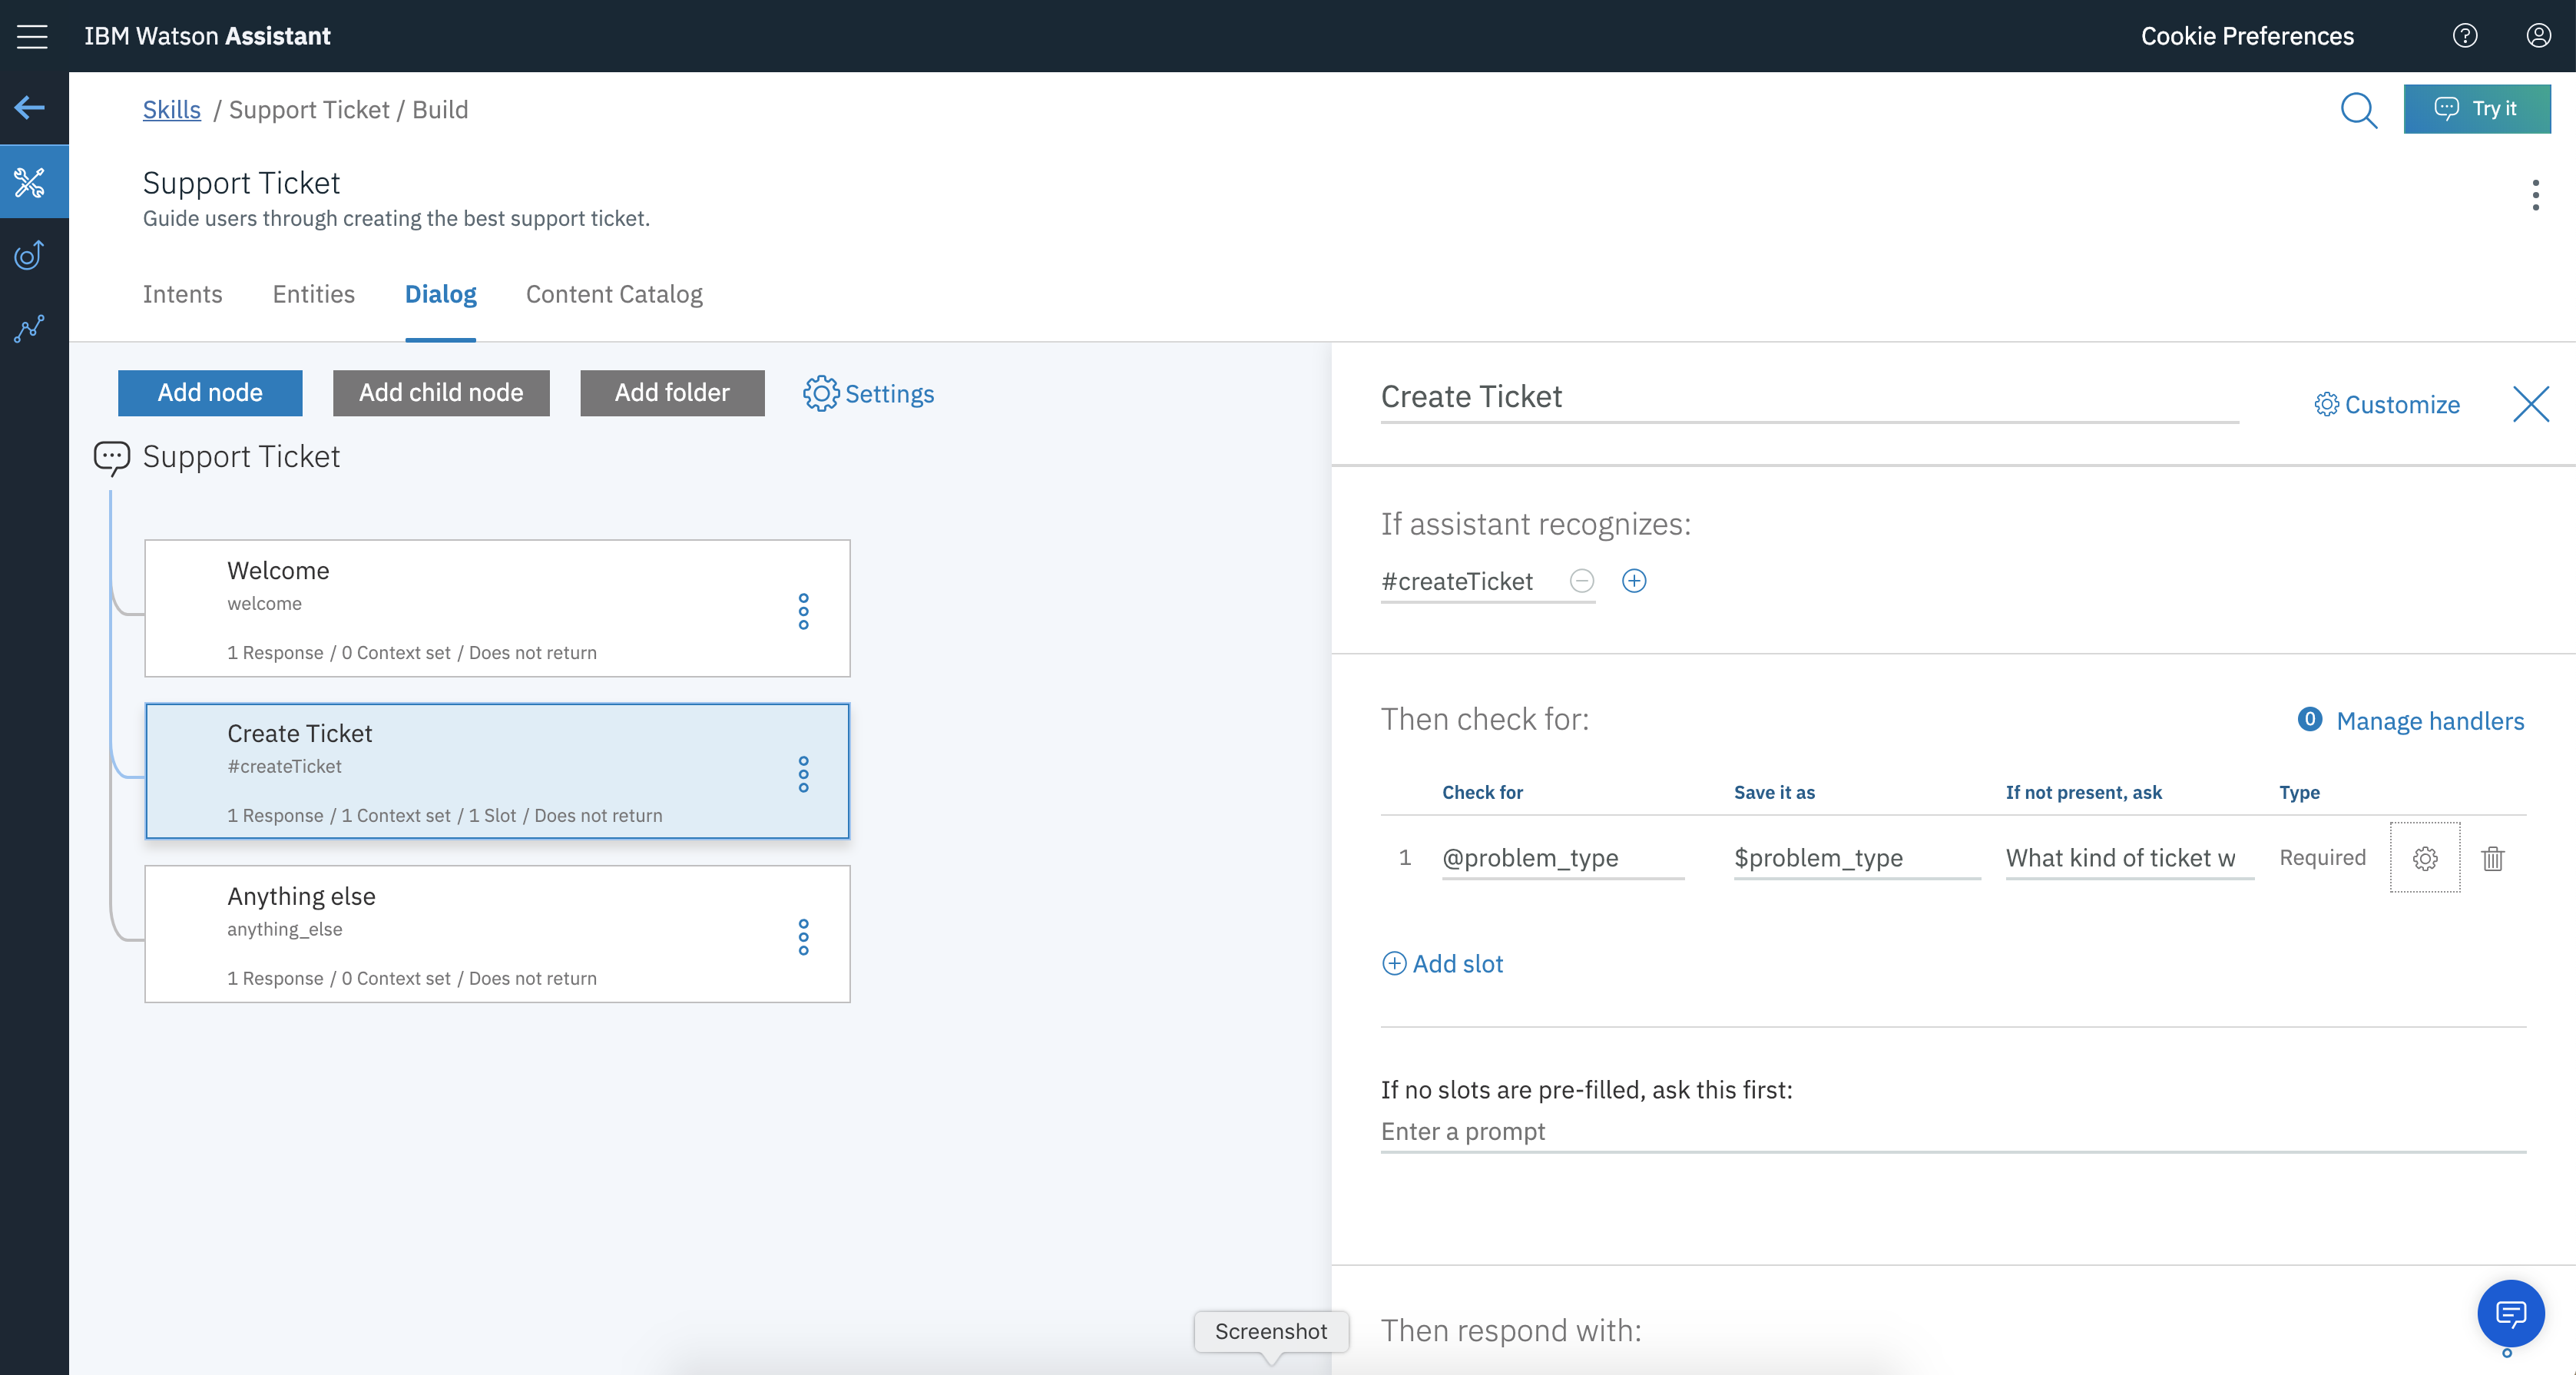 IBM Watson Assistant
Cookie Preferences
Skills / Support Ticket / Build
Try it
Support Ticket
Guide users through creating the best support ticket.
Intents
Entities
Dialog
Content Catalog
Add node
Add child node
Add folder
Settings
Support Ticket
Welcome
welcome
1 Response / 0 Context set / Does not return
Create Ticket
#createTicket
1 Response / 1 Context set / 1 Slot / Does not return
Anything else
anything_else
1 Response / 0 Context set / Does not return
Create Ticket
Customize
If assistant recognizes:
#createTicket
Then check for:
0 Manage handlers
Check for
Save it as
If not present, ask
Type
1 @problem_type $problem_type What kind of ticket w Required
Add slot
If no slots are pre-filled, ask this first:
Enter a prompt
Then respond with:
Screenshot